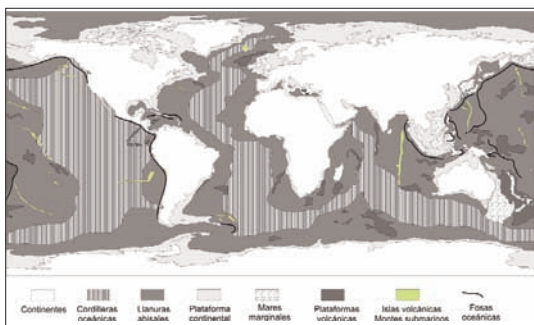 Continentes
Cordilleras
oceánicas
Llanuras
abisales
Plataforma
continental
Mares
marginales
Plataformas
volcánicas
Islas volcánicas
Montes submarinos
Fosas
oceánicas